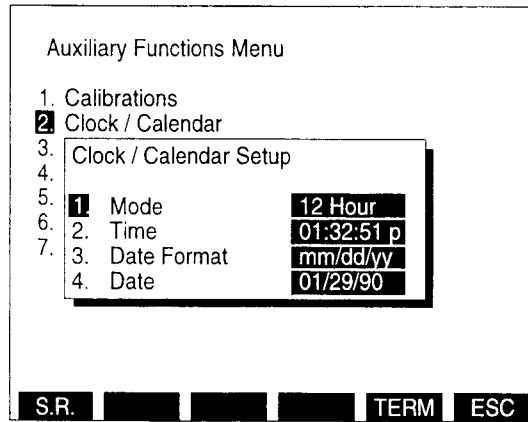 Auxiliary Functions Menu
1. Calibrations
2. Clock / Calendar
3.
4.
5.
6.
7.
Clock / Calendar Setup
1. Mode 12 Hour
2. Time 01:32:51 p
3. Date Format mm/dd/yy
4. Date 01/29/90
S.R. TERM ESC